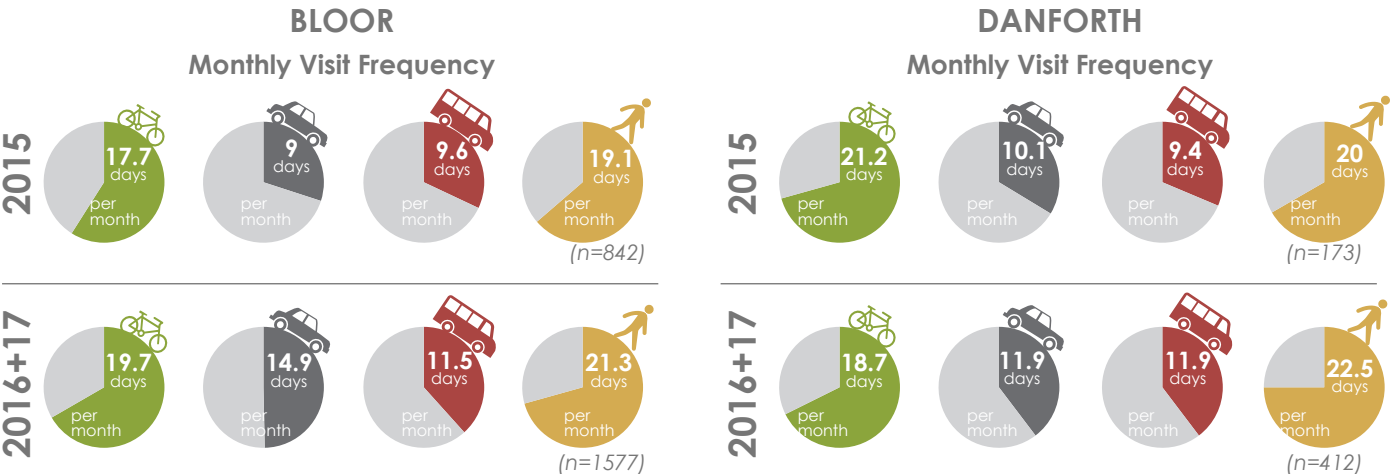 BLOOR
Monthly Visit Frequency
2015
17.7
days
per
month
9
days
per
month
9.6
days
per
month
19.1
days
per
month
(n=842)
2016+17
19.7
days
per
month
14.9
days
per
month
11.5
days
per
month
21.3
days
per
month
(n=1577)
DANFORTH
Monthly Visit Frequency
2015
21.2
days
per
month
10.1
days
per
month
9.4
days
per
month
20
days
per
month
(n=173)
2016+17
18.7
days
per
month
11.9
days
per
month
11.9
days
per
month
22.5
days
per
month
(n=412)